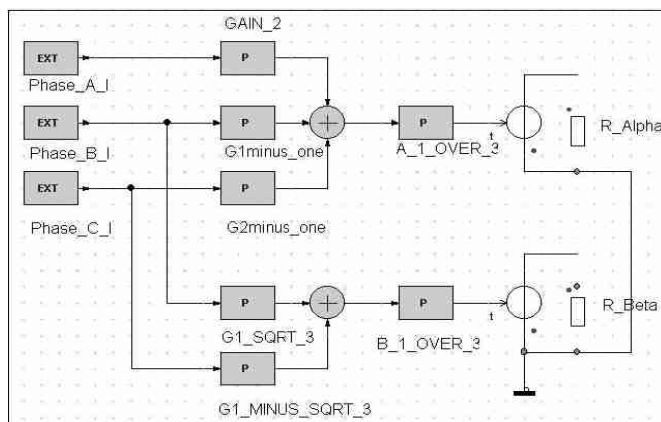 GAIN_2
EXT
P
Phase_A_I
EXT
P
P
R_Alpha
Phase_B_I
G1minus_one
A_1_OVER_3
t
EXT
P
Phase_C_I
G2minus_one
P
P
R_Beta
G1_SQRT_3
B_1_OVER_3
t
P
G1_MINUS_SQRT_3